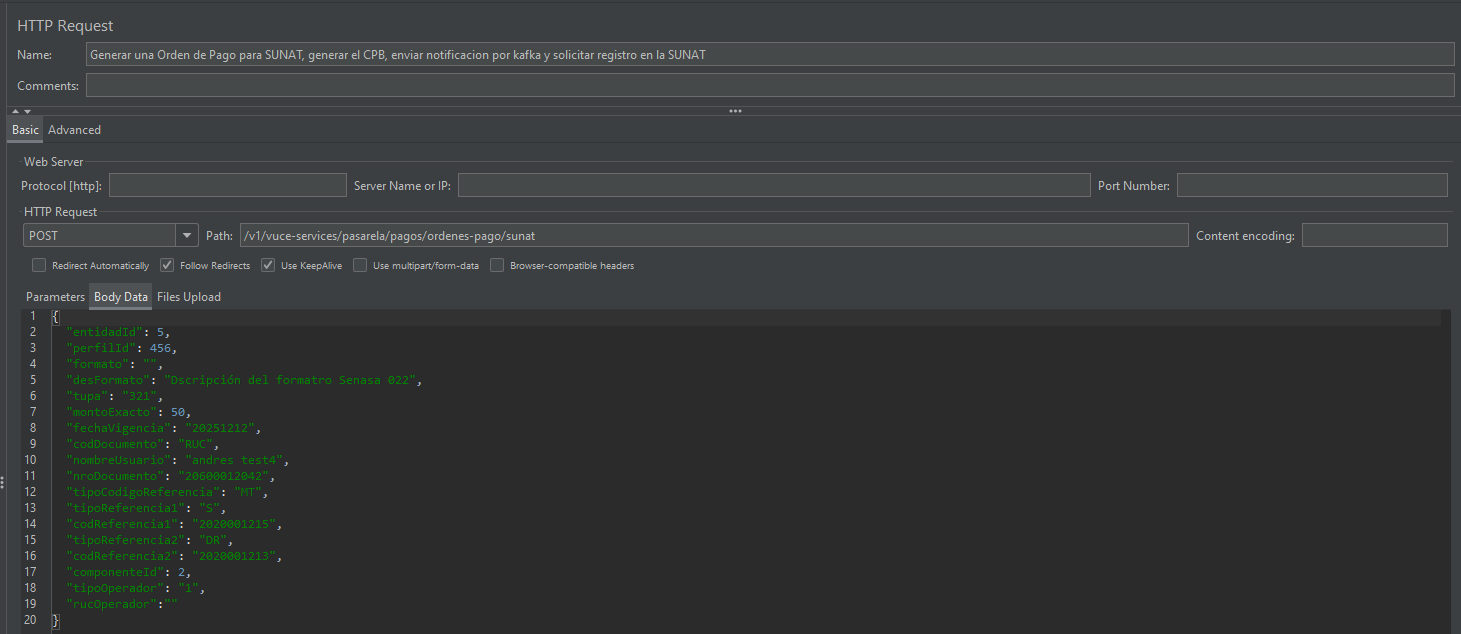 HTTP Request
Name: Generar una Orden de Pago para SUNAT, generar el CPB, enviar notificacion por kafka y solicitar registro en la SUNAT
Comments:
Basic Advanced
Web Server
Protocol [http]: Server Name or IP: Port Number:
HTTP Request
POST Path: /v1/vuce-services/pasarela/pagos/ordenes-pago/sunat Content encoding:
Redirect Automatically Follow Redirects Use KeepAlive Use multipart/form-data Browser-compatible headers
Parameters Body Data Files Upload
1 {
2 "entidadId": 5,
3 "perfilId": 456,
4 "formato": "",
5 "desFormato": "Dscripción del formatro Senasa 022",
6 "tupa": "321",
7 "montoExacto": 50,
8 "fechaVigencia": "20251212",
9 "codDocumento": "RUC",
10 "nombreUsuario": "andres test4",
11 "nroDocumento": "20600012042",
12 "tipoCodigoReferencia": "MT",
13 "tipoReferencia1": "S",
14 "codReferencia1": "2020001215",
15 "tipoReferencia2": "DR",
16 "codReferencia2": "2020001213",
17 "componenteId": 2,
18 "tipoOperador": "1",
19 "rucOperador":""
20 }